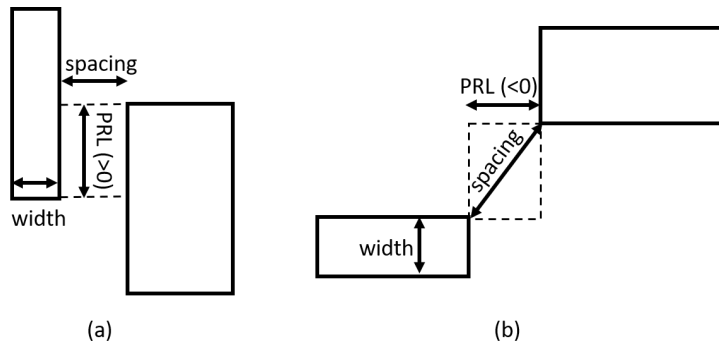 spacing
PRL (>0)
width
(a)
PRL (<0)
spacing
width
(b)